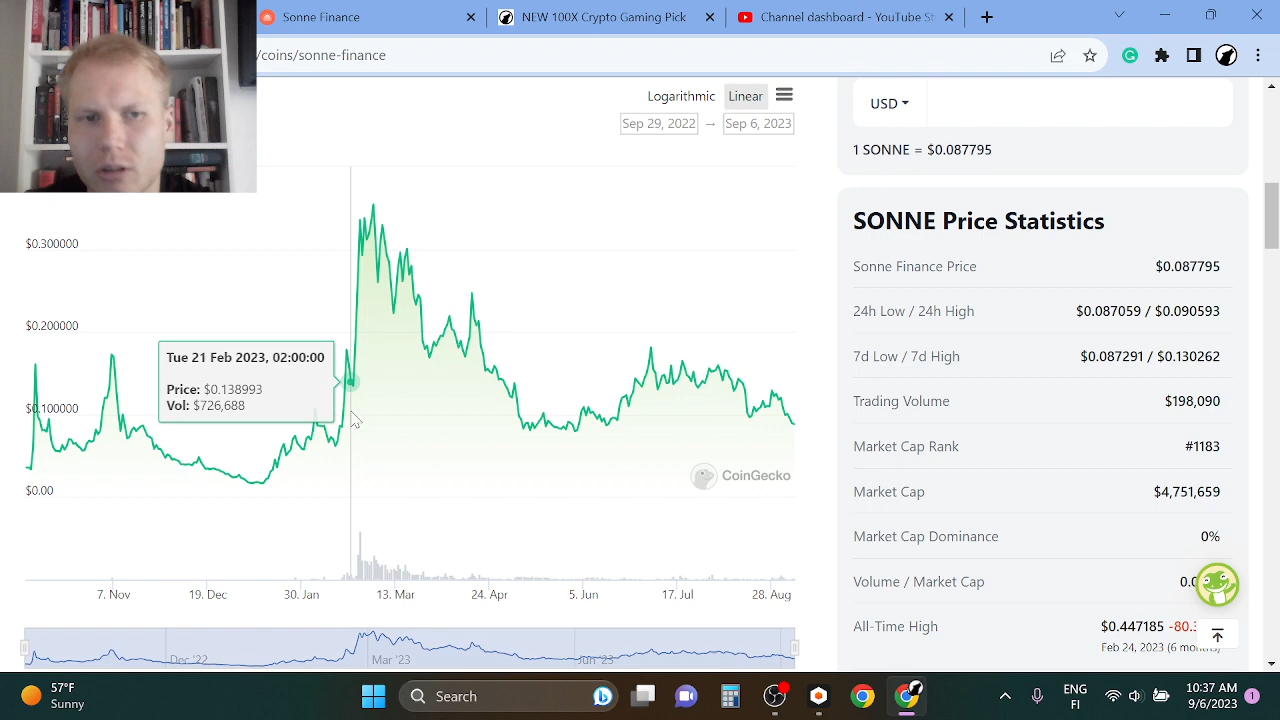 Sonne Finance
NEW 100X Crypto Gaming Pick
Channel dashboard - YouTube St
/coins/sonne-finance
Logarithmic Linear
Sep 29, 2022 → Sep 6, 2023
USD
1 SONNE = $0.087795
SONNE Price Statistics
Sonne Finance Price $0.087795
24h Low / 24h High $0.087059 / $0.090593
7d Low / 7d High $0.087291 / $0.130262
Trading Volume $198,090
Market Cap Rank #1183
Market Cap $4,751,659
Market Dominance 0%
Volume / Market Cap 0.0
All-Time High $0.447185 -80.3
Feb 24, 2023 (6 months)
$0.300000
$0.200000
$0.100000
$0.00
Tue 21 Feb 2023, 02:00:00
Price: $0.138993
Vol: $726,688
CoinGecko
7. Nov 19. Dec 30. Jan 13. Mar 24. Apr 5. Jun 17. Jul 28. Aug
Dec '22 Mar '23 Jun '23
57°F
Sunny
Search
ENG
FI
10:37 AM
9/6/2023
1